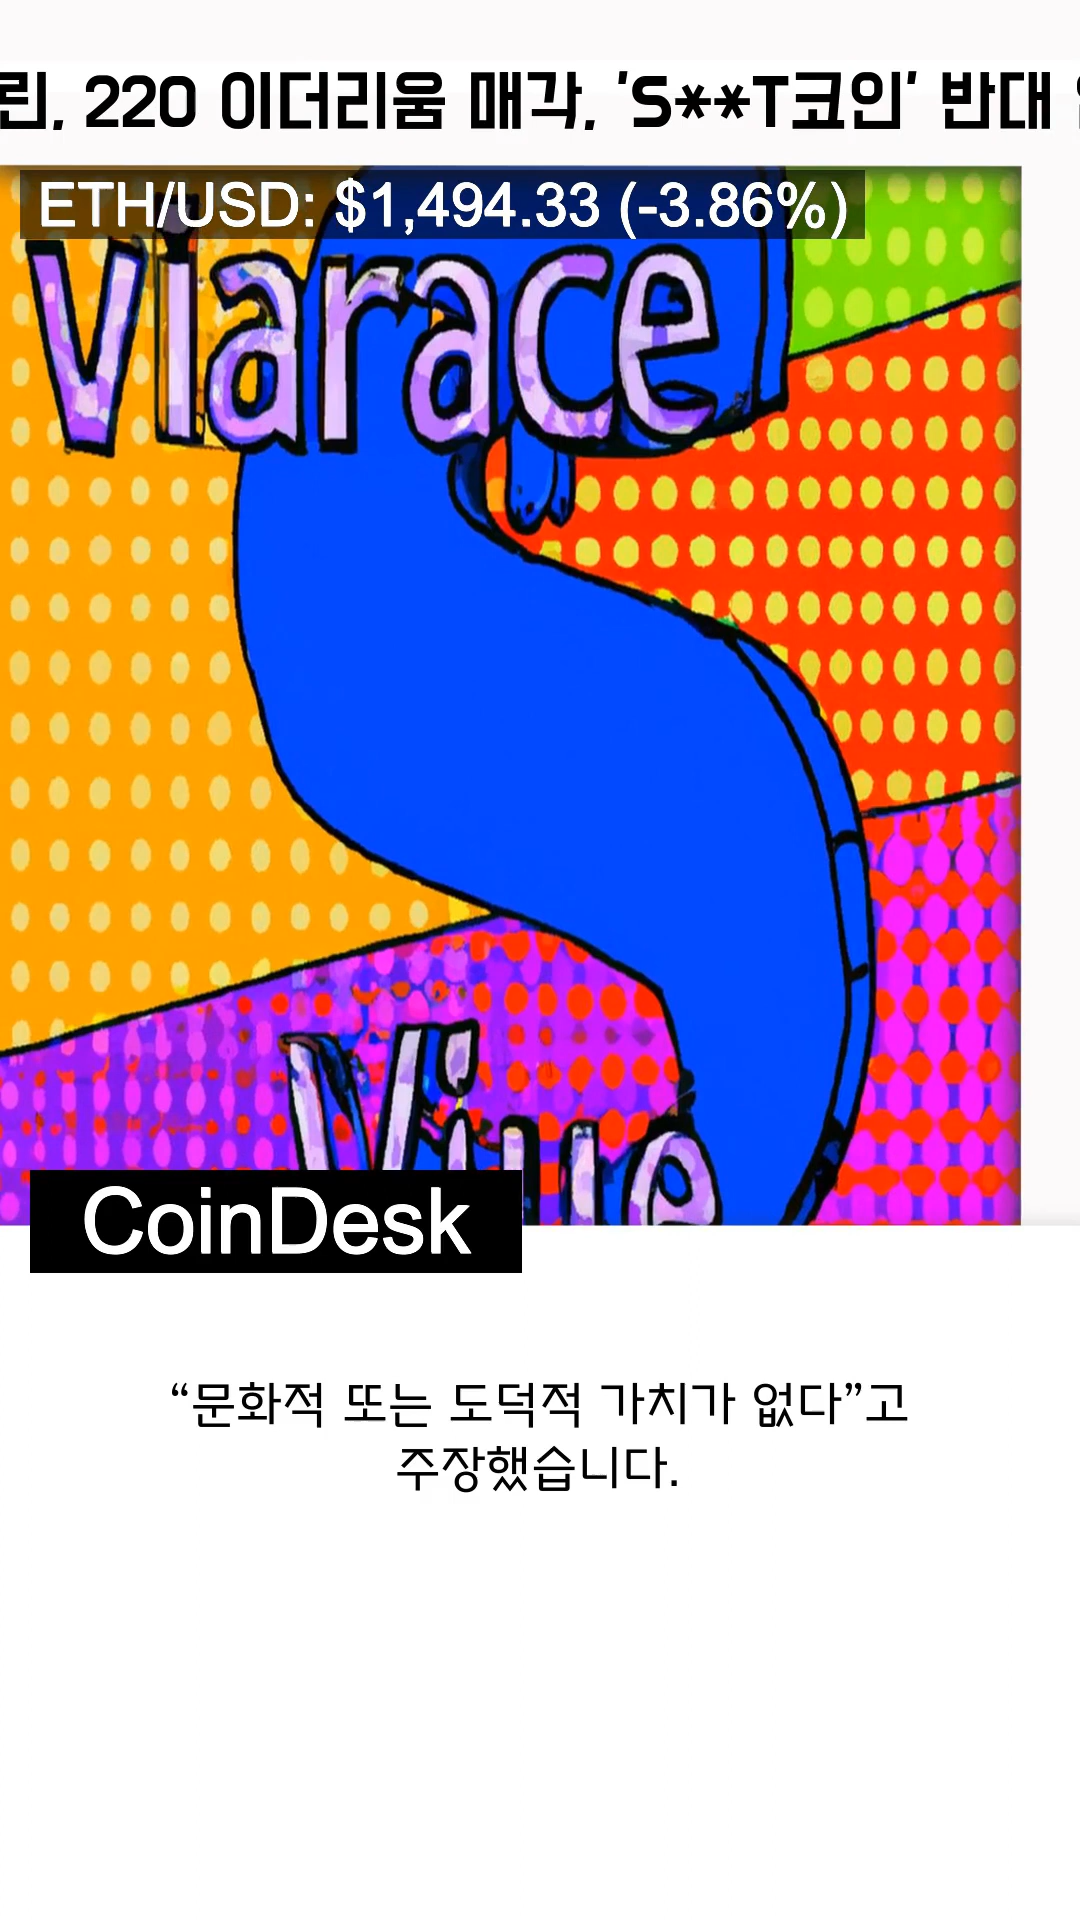 린, 220 이더리움 매각, 'S**T코인' 반대
ETH/USD: $1,494.33 (-3.86%)
Viarace
Viue
CoinDesk
“문화적 또는 도덕적 가치가 없다”고
주장했습니다.